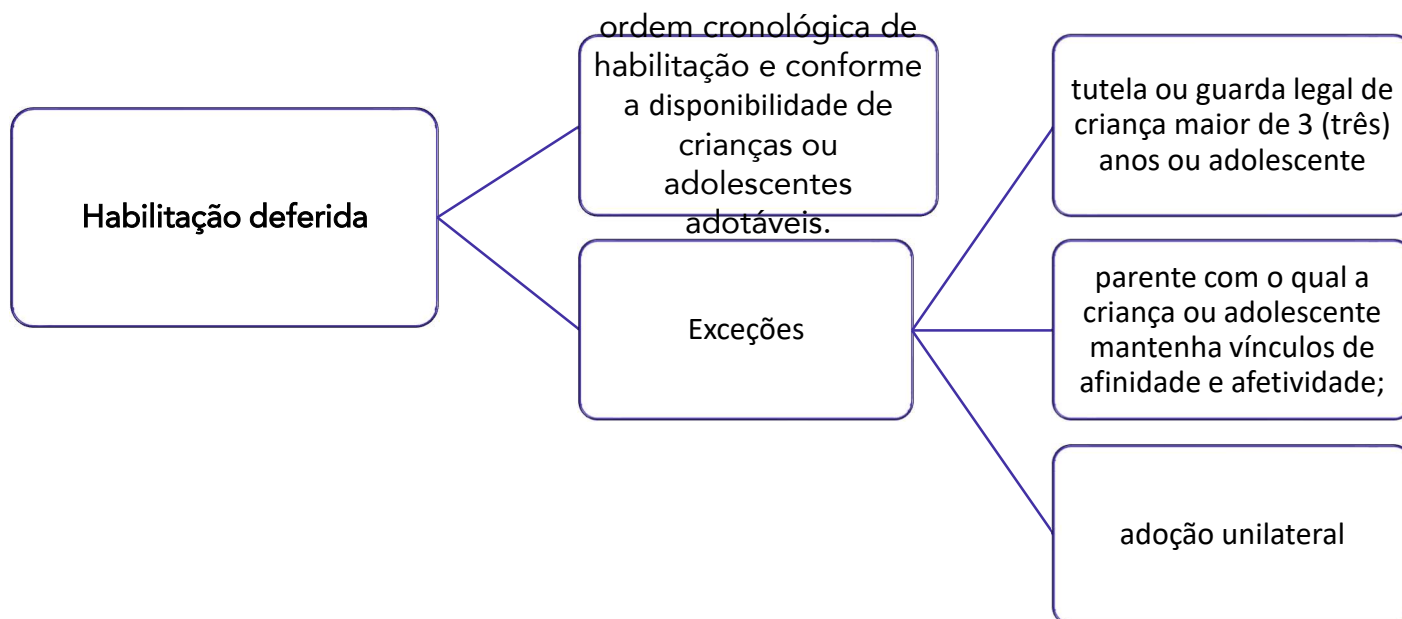 Habilitação deferida
ordem cronológica de
habilitação e conforme
a disponibilidade de
crianças ou
adolescentes
adotáveis.
Exceções
tutela ou guarda legal de
criança maior de 3 (três)
anos ou adolescente
parente com o qual a
criança ou adolescente
mantenha vínculos de
afinidade e afetividade;
adoção unilateral